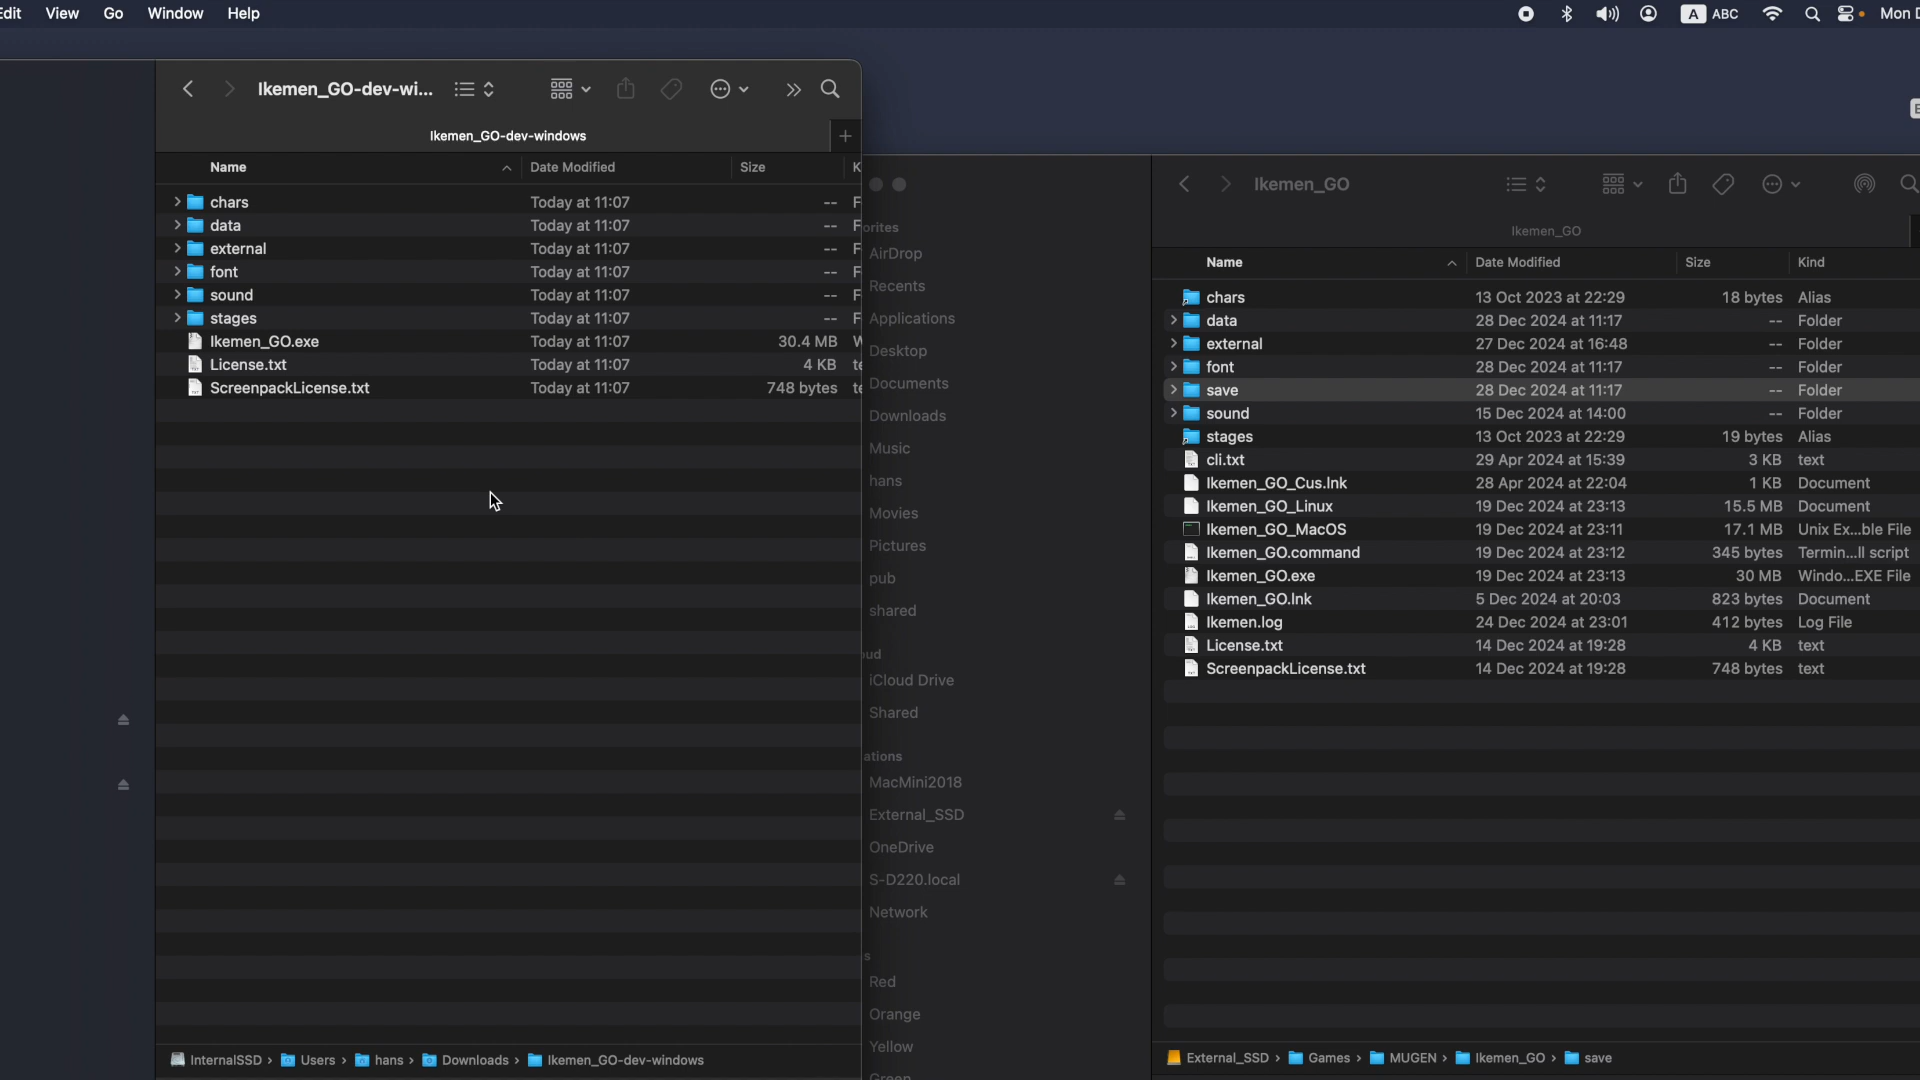 Edit View Go Window Help
A ABC Mon D
Ikemen_GO-dev-wi...
Ikemen_GO-dev-windows
Name Date Modified Size K
chars Today at 11:07 -- F
data Today at 11:07 -- F
external Today at 11:07 -- F
font Today at 11:07 -- F
sound Today at 11:07 -- F
stages Today at 11:07 -- F
Ikemen_GO.exe Today at 11:07 30.4 MB W
License.txt Today at 11:07 4 KB te
ScreenpackLicense.txt Today at 11:07 748 bytes te
InternalSSD › Users › hans › Downloads › Ikemen_GO-dev-windows
orites
AirDrop
Recents
Applications
Desktop
Documents
Downloads
Music
hans
Movies
Pictures
pub
shared
oud
iCloud Drive
Shared
ations
MacMini2018
External_SSD
OneDrive
S-D220.local
Network
s
Red
Orange
Yellow
Green
Ikemen_GO
Ikemen_GO
Name Date Modified Size Kind
chars 13 Oct 2023 at 22:29 18 bytes Alias
data 28 Dec 2024 at 11:17 -- Folder
external 27 Dec 2024 at 16:48 -- Folder
font 28 Dec 2024 at 11:17 -- Folder
save 28 Dec 2024 at 11:17 -- Folder
sound 15 Dec 2024 at 14:00 -- Folder
stages 13 Oct 2023 at 22:29 19 bytes Alias
cli.txt 29 Apr 2024 at 15:39 3 KB text
Ikemen_GO_Cus.lnk 28 Apr 2024 at 22:04 1 KB Document
Ikemen_GO_Linux 19 Dec 2024 at 23:13 15.5 MB Document
Ikemen_GO_MacOS 19 Dec 2024 at 23:11 17.1 MB Unix Ex...ble File
Ikemen_GO.command 19 Dec 2024 at 23:12 345 bytes Termin...ll script
Ikemen_GO.exe 19 Dec 2024 at 23:13 30 MB Windo...EXE File
Ikemen_GO.lnk 5 Dec 2024 at 20:03 823 bytes Document
Ikemen.log 24 Dec 2024 at 23:01 412 bytes Log File
License.txt 14 Dec 2024 at 19:28 4 KB text
ScreenpackLicense.txt 14 Dec 2024 at 19:28 748 bytes text
External_SSD › Games › MUGEN › Ikemen_GO › save